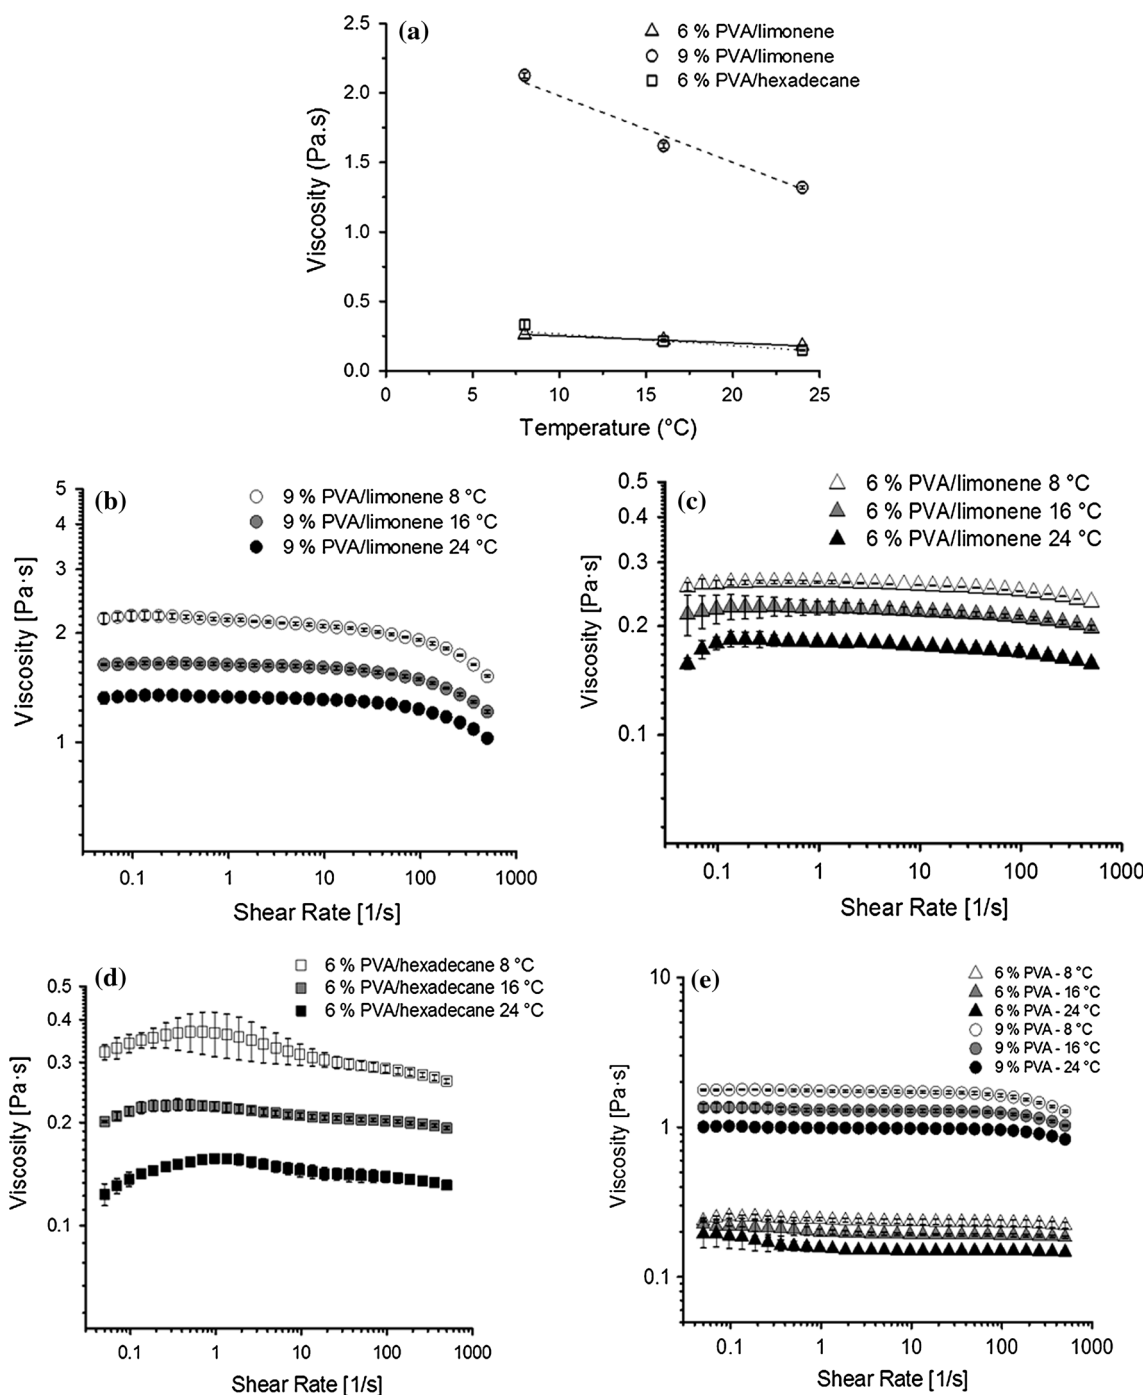 (a)
6 % PVA/limonene
9 % PVA/limonene
6 % PVA/hexadecane
2.5
2.0
1.5
1.0
0.5
0.0
Viscosity (Pa.s)
0 5 10 15 20 25
Temperature (°C)
(b)
9 % PVA/limonene 8 °C
9 % PVA/limonene 16 °C
9 % PVA/limonene 24 °C
5
4
3
2
1
Viscosity [Pa·s]
0.1 1 10 100 1000
Shear Rate [1/s]
(c)
6 % PVA/limonene 8 °C
6 % PVA/limonene 16 °C
6 % PVA/limonene 24 °C
0.5
0.4
0.3
0.2
0.1
Viscosity [Pa·s]
0.1 1 10 100 1000
Shear Rate [1/s]
(d)
6 % PVA/hexadecane 8 °C
6 % PVA/hexadecane 16 °C
6 % PVA/hexadecane 24 °C
0.5
0.4
0.3
0.2
0.1
Viscosity [Pa·s]
0.1 1 10 100 1000
Shear Rate [1/s]
(e)
6 % PVA - 8 °C
6 % PVA - 16 °C
6 % PVA - 24 °C
9 % PVA - 8 °C
9 % PVA - 16 °C
9 % PVA - 24 °C
10
1
0.1
Viscosity [Pa·s]
0.1 1 10 100 1000
Shear Rate [1/s]